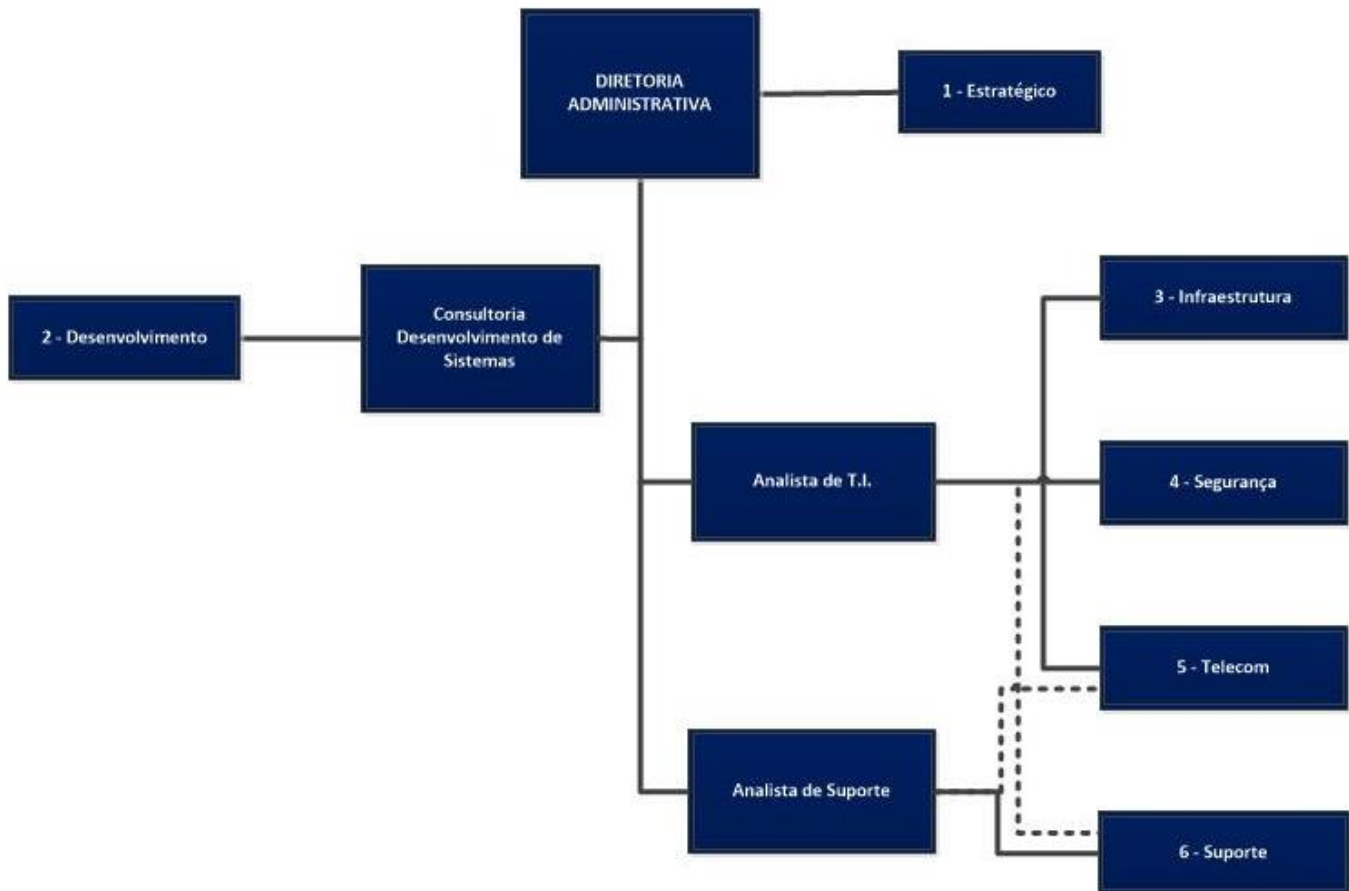 DIRETORIA
ADMINISTRATIVA
1 - Estratégico
2 - Desenvolvimento
Consultoria
Desenvolvimento de
Sistemas
3 - Infraestrutura
Analista de T.I.
4 - Segurança
5 - Telecom
Analista de Suporte
6 - Suporte